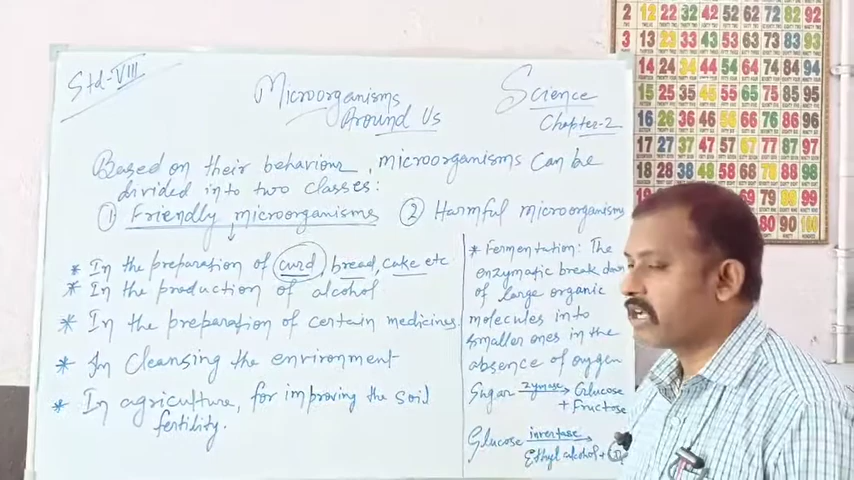 Std-VIII
Microorganisms
Around Us
Science
Chapter-2
Based on their behaviour, microorganisms can be
divided in to two classes:
① Friendly microorganisms ② Harmful microorganisms
* In the preparation of curd bread, cake etc
* In the production of alcohol
* In the preparation of certain medicines
* In cleansing the environment
* In agriculture, for improving the soil
fertility.
* Fermentation: The
enzymatic break down
of large organic
molecules into
smaller ones in the
absence of oxygen
Sugar zymase→ Glucose
+ Fructose
Glucose invertase→
Ethyl alcohol +
2 12 22 32 42 52 62 72 82 92
3 13 23 33 43 53 63 73 83 93
14 24 34 44 54 64 74 84 94
15 25 35 45 55 65 75 85 95
16 26 36 46 56 66 76 86 96
17 27 37 47 57 67 77 87 97
18 28 38 48 58 68 78 88 98
79 89 99
90 100